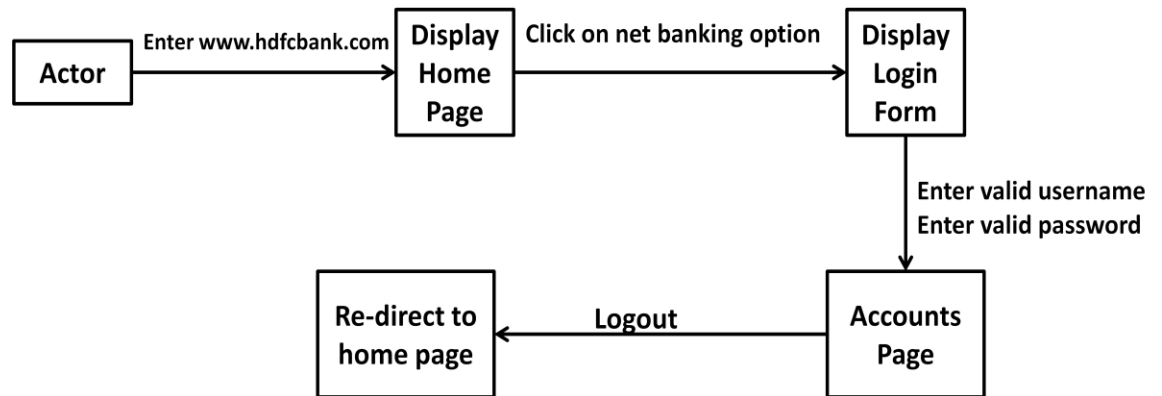 Actor
Enter www.hdfcbank.com
Display
Home
Page
Click on net banking option
Display
Login
Form
Enter valid username
Enter valid password
Accounts
Page
Logout
Re-direct to
home page